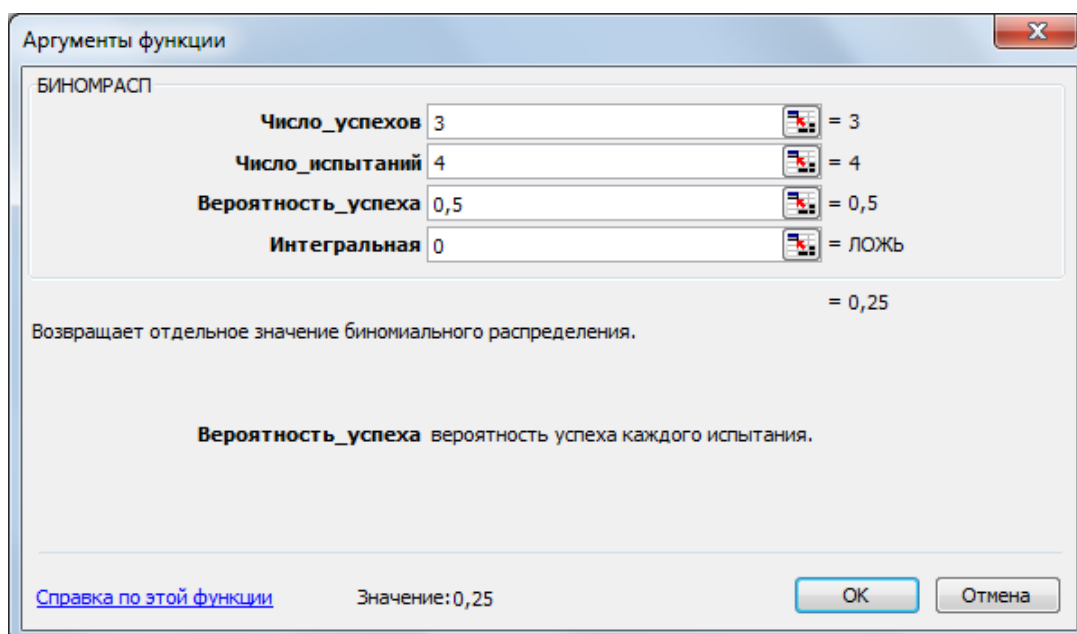 Аргументы функции
БИНОМРАСП
Число_успехов 3 = 3
Число_испытаний 4 = 4
Вероятность_успеха 0,5 = 0,5
Интегральная 0 = ЛОЖЬ
= 0,25
Возвращает отдельное значение биномиального распределения.
Вероятность_успеха вероятность успеха каждого испытания.
Справка по этой функции Значение:0,25 ОК Отмена